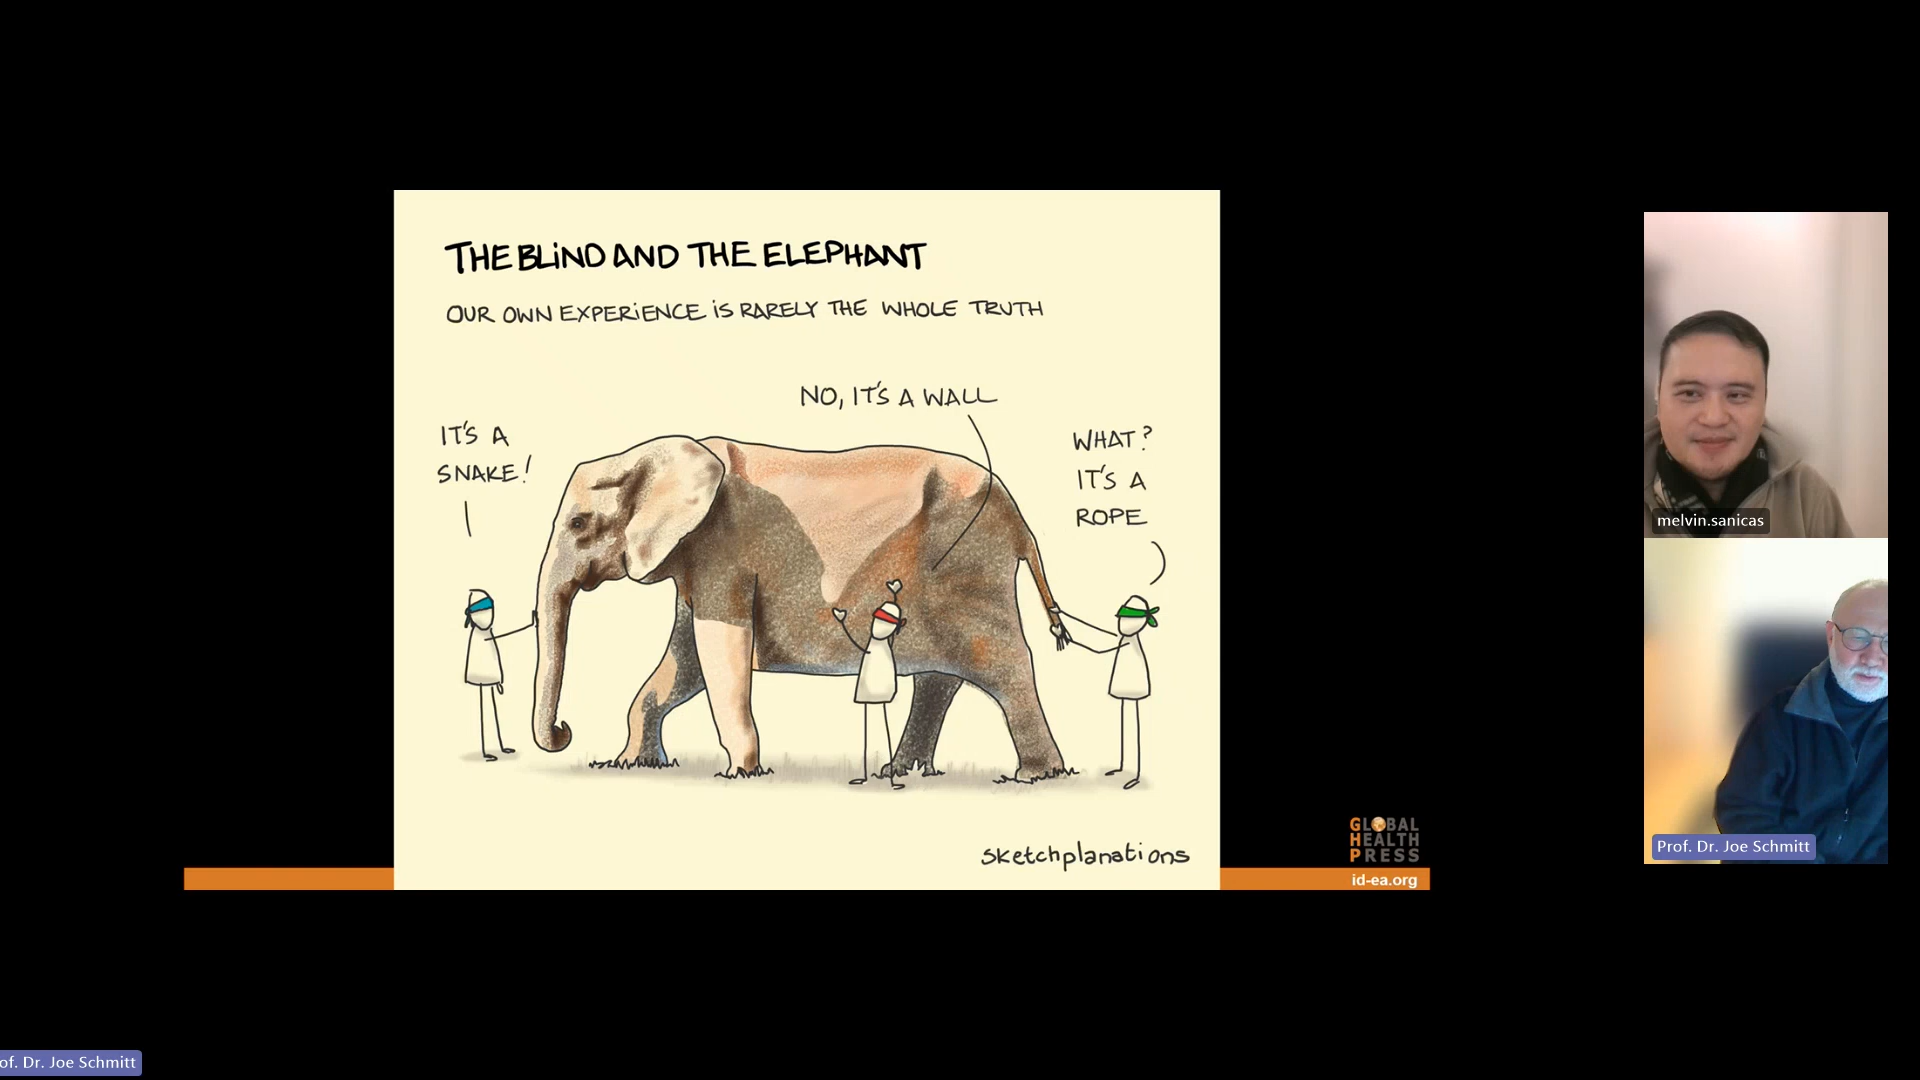 THE BLIND AND THE ELEPHANT
OUR OWN EXPERIENCE IS RARELY THE WHOLE TRUTH
NO, IT'S A WALL
IT'S A
SNAKE!
WHAT?
IT'S A
ROPE
sketchplanations
GLOBAL
HEALTH
PRESS
id-ea.org
melvin.sanicas
Prof. Dr. Joe Schmitt
of. Dr. Joe Schmitt